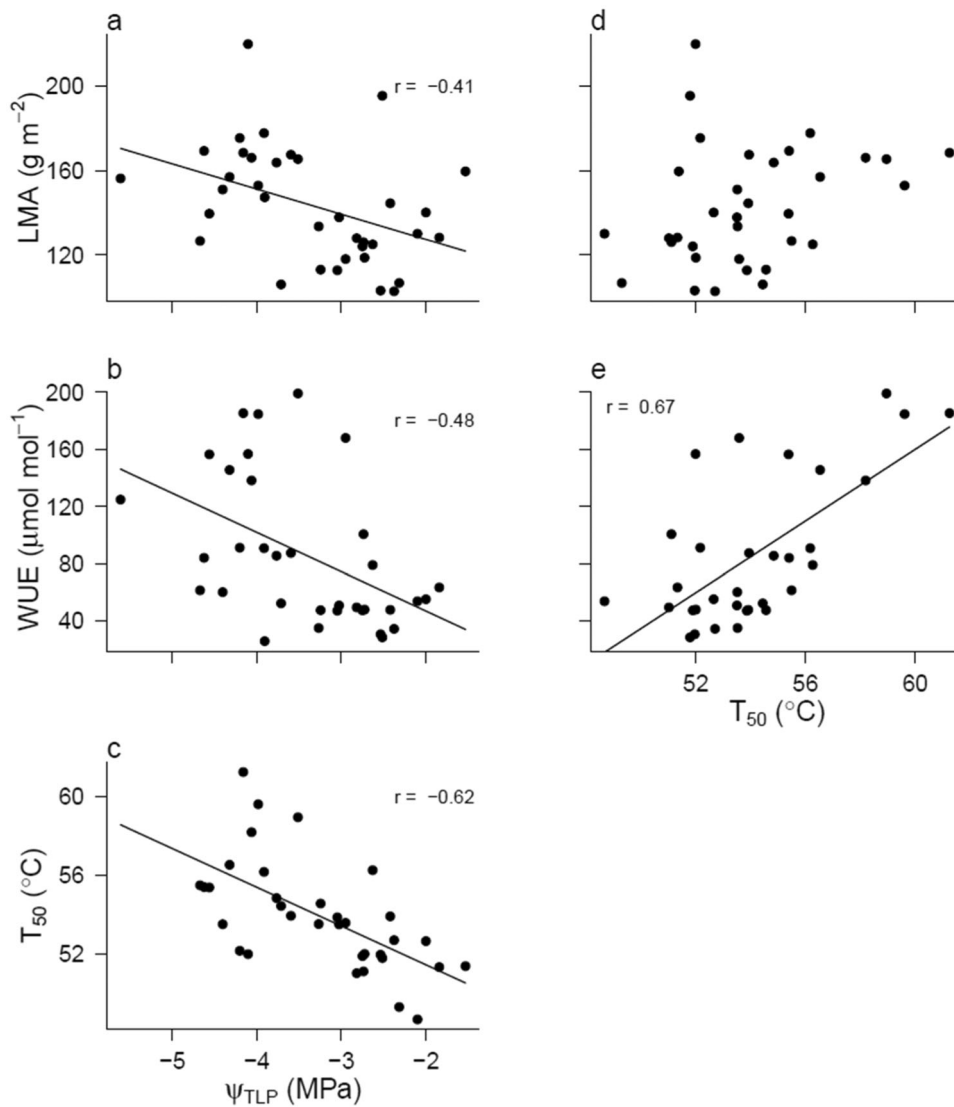 a
LMA (g m⁻²)
200
160
120
r = −0.41
d
b
WUE (μmol mol⁻¹)
200
160
120
80
40
r = −0.48
e
r = 0.67
52
56
60
T₅₀ (°C)
c
T₅₀ (°C)
60
56
52
r = −0.62
−5
−4
−3
−2
ψTLP (MPa)